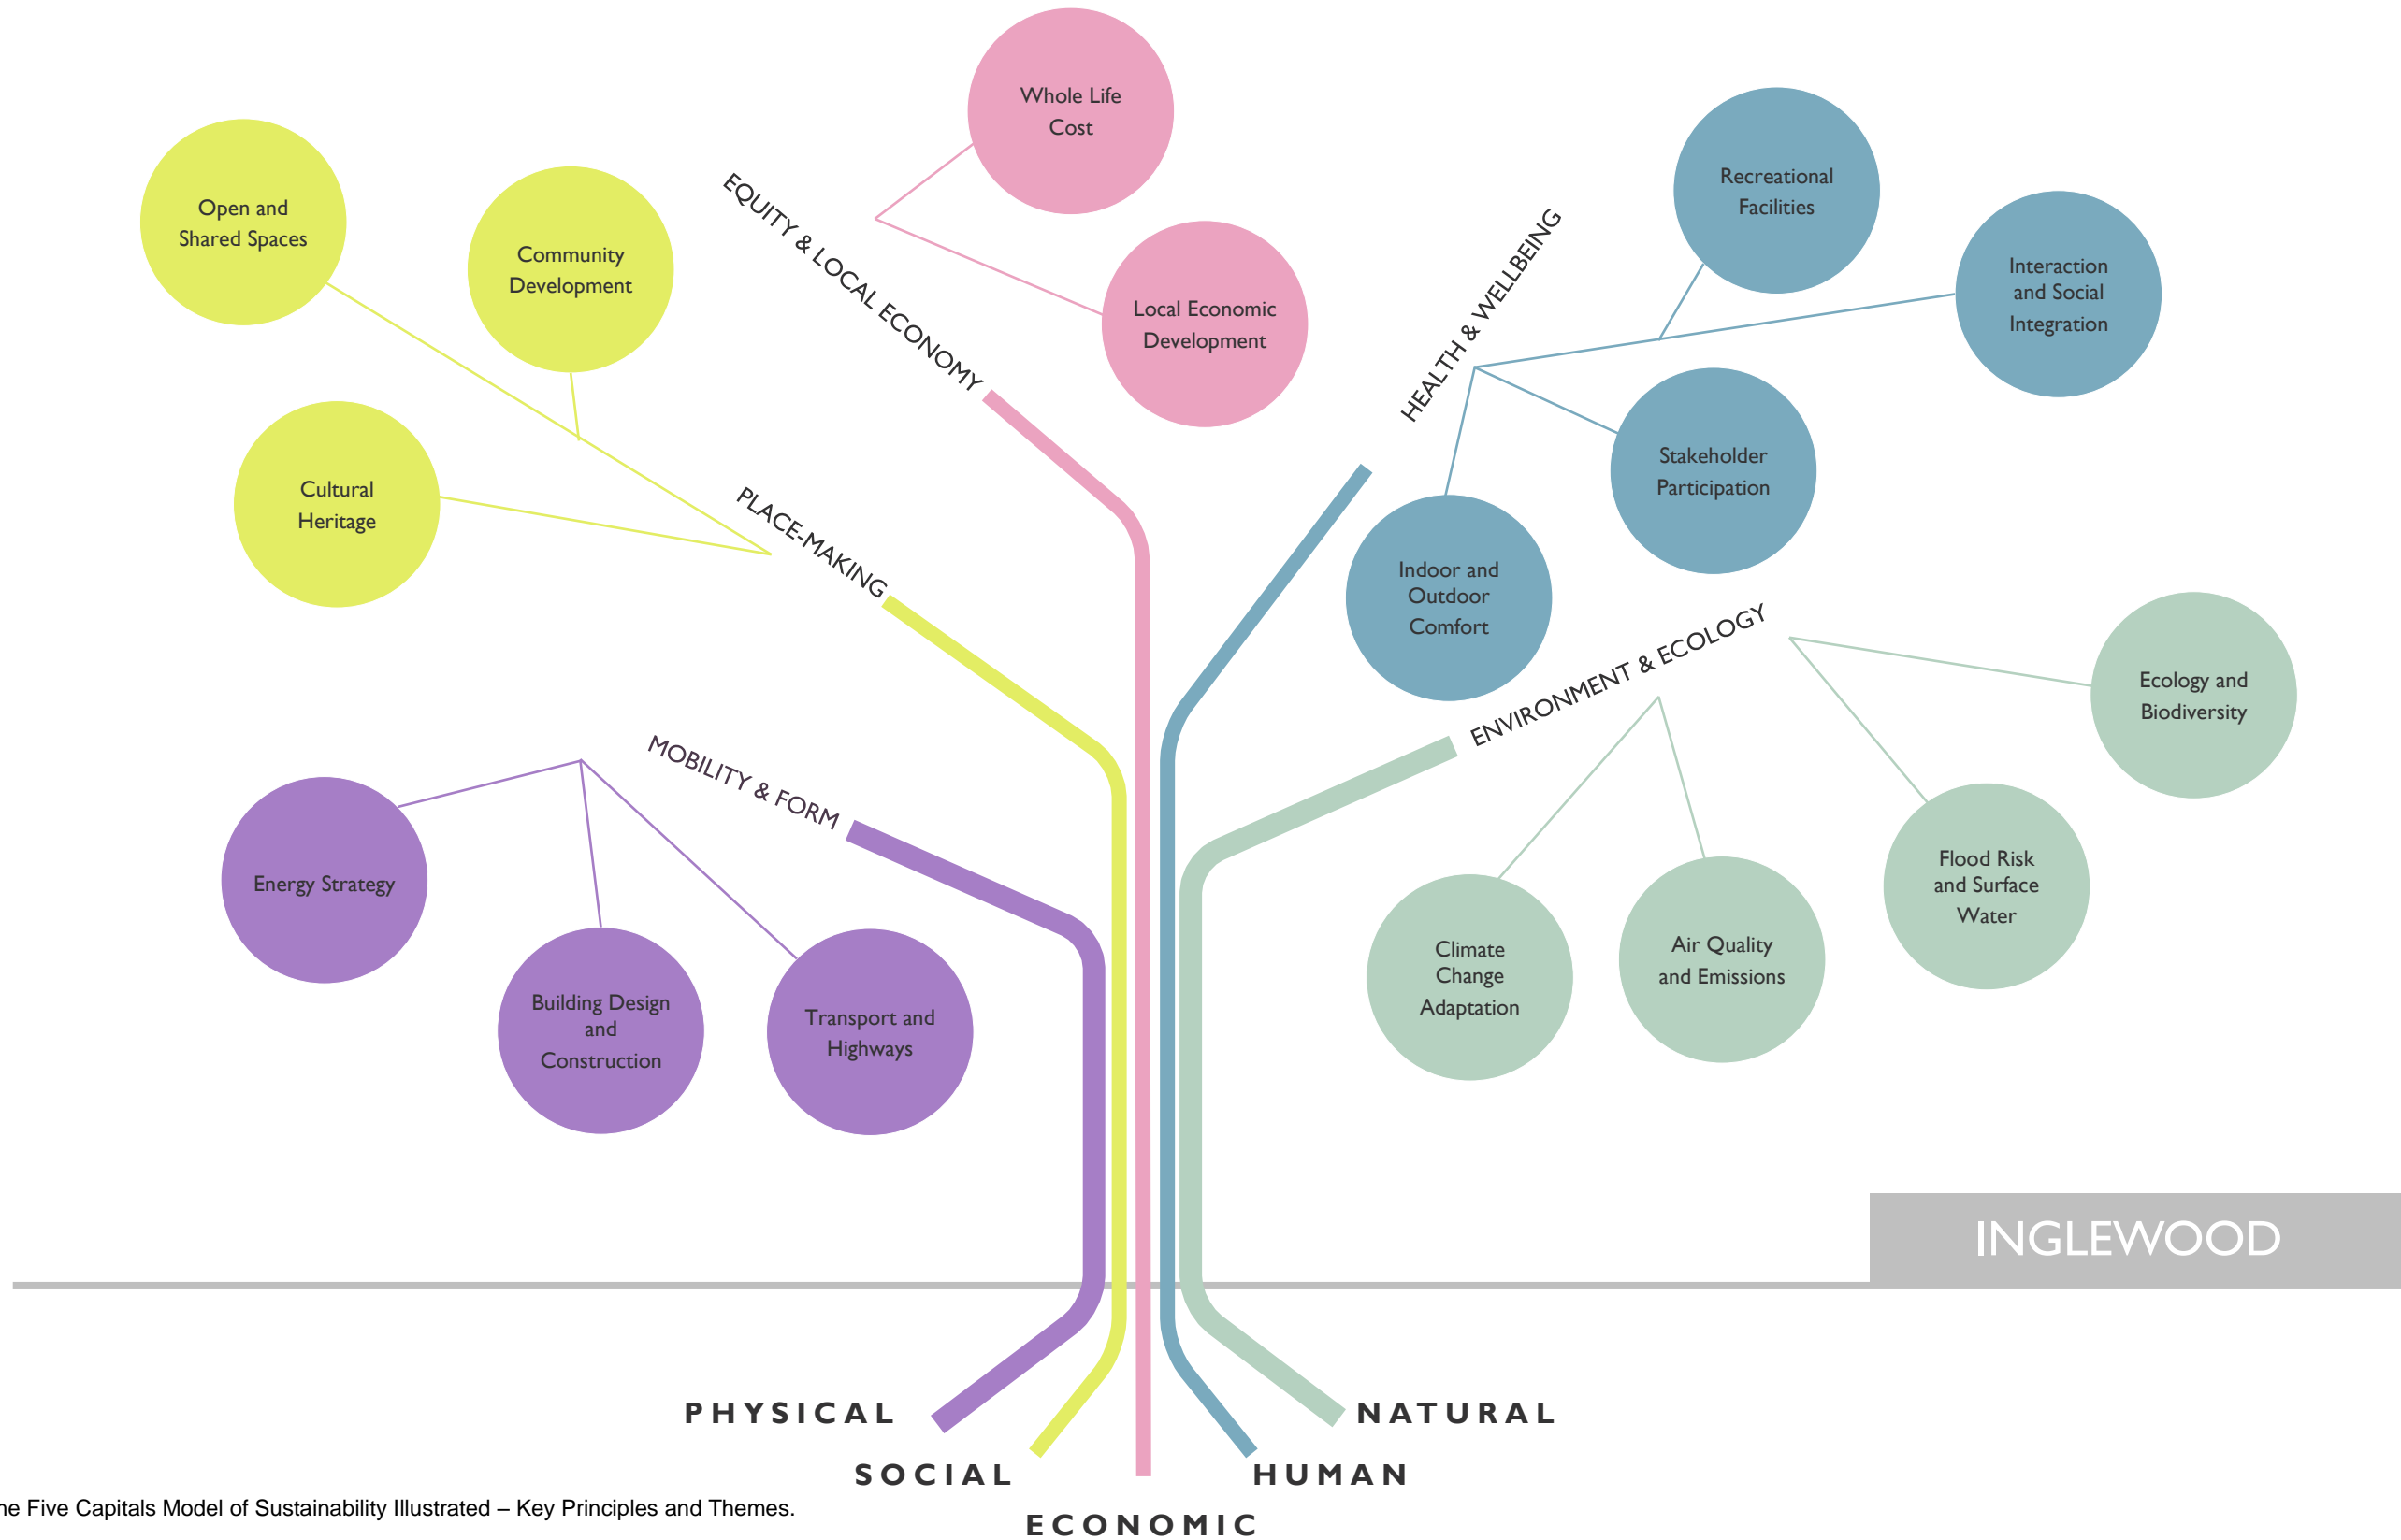 Whole Life
Cost
Recreational
Facilities
Open and
Shared Spaces
Community
Development
EQUITY & LOCAL ECONOMY
HEALTH & WELLBEING
Interaction
and Social
Integration
Local Economic
Development
Cultural
Heritage
PLACE-MAKING
Stakeholder
Participation
Indoor and
Outdoor
Comfort
ENVIRONMENT & ECOLOGY
Ecology and
Biodiversity
MOBILITY & FORM
Energy Strategy
Building Design
and
Construction
Transport and
Highways
Climate
Change
Adaptation
Air Quality
and Emissions
Flood Risk
and Surface
Water
INGLEWOOD
PHYSICAL
NATURAL
SOCIAL
HUMAN
ECONOMIC
he Five Capitals Model of Sustainability Illustrated – Key Principles and Themes.